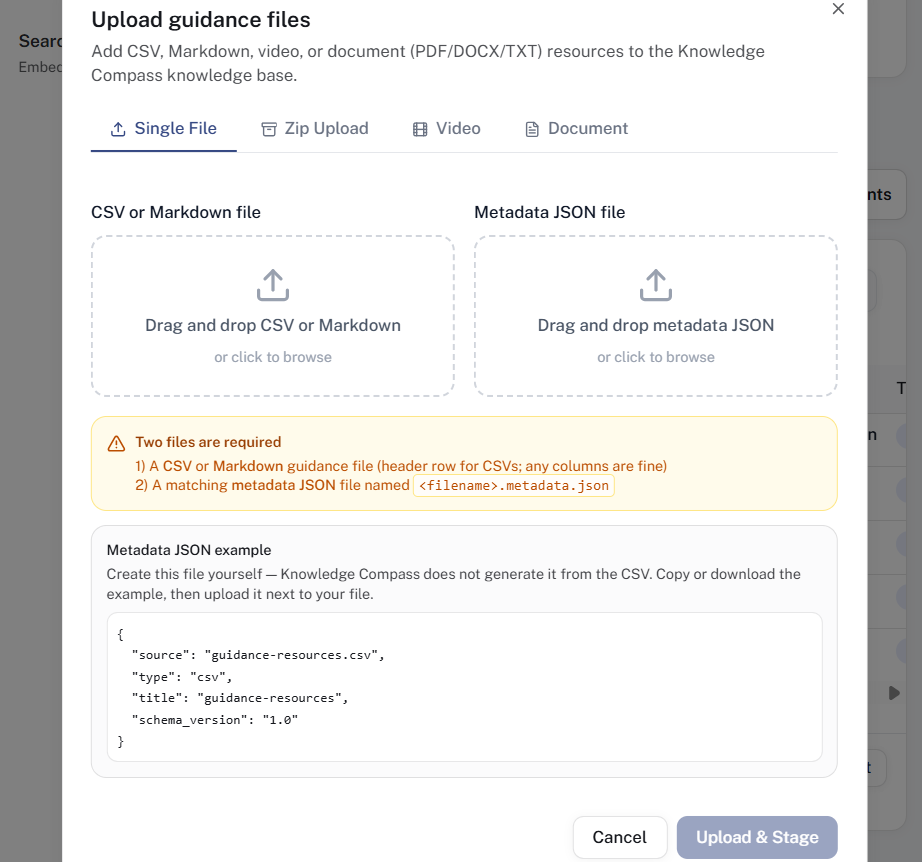 Upload guidance files
Add CSV, Markdown, video, or document (PDF/DOCX/TXT) resources to the Knowledge
Compass knowledge base.
Single File
Zip Upload
Video
Document
CSV or Markdown file
Metadata JSON file
Drag and drop CSV or Markdown
or click to browse
Drag and drop metadata JSON
or click to browse
Two files are required
1) A CSV or Markdown guidance file (header row for CSVs; any columns are fine)
2) A matching metadata JSON file named <filename>.metadata.json
Metadata JSON example
Create this file yourself — Knowledge Compass does not generate it from the CSV. Copy or download the
example, then upload it next to your file.
{
"source": "guidance-resources.csv",
"type": "csv",
"title": "guidance-resources",
"schema_version": "1.0"
}
Cancel
Upload & Stage